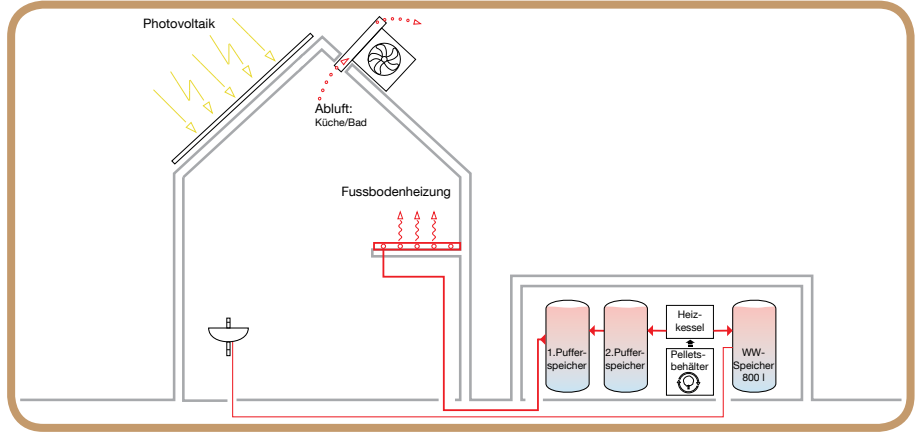 Photovoltaik
Abluft:
Küche/Bad
Fussbodenheizung
1.Puffer-
speicher
2.Puffer-
speicher
Heiz-
kessel
Pellets-
behälter
WW-
Speicher
800 l